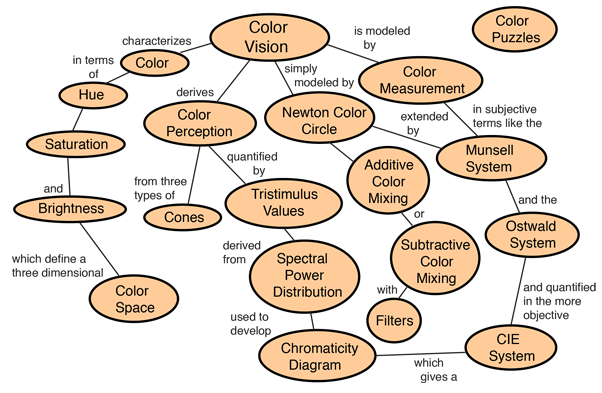 Color
Vision
Color
Puzzles
characterizes
is modeled
by
Color
in terms
of
simply
modeled by
Color
Measurement
Hue
derives
Color
Perception
Newton Color
Circle
extended
by
in subjective
terms like the
Saturation
quantified
by
Additive
Color
Mixing
Munsell
System
and
from three
types of
Tristimulus
Values
Brightness
Cones
or
and the
Ostwald
System
derived
from
Subtractive
Color
Mixing
which define a
three dimensional
Spectral
Power
Distribution
Color
Space
with
and quantified
in the more
objective
used to
develop
Filters
Chromaticity
Diagram
which
gives a
CIE
System